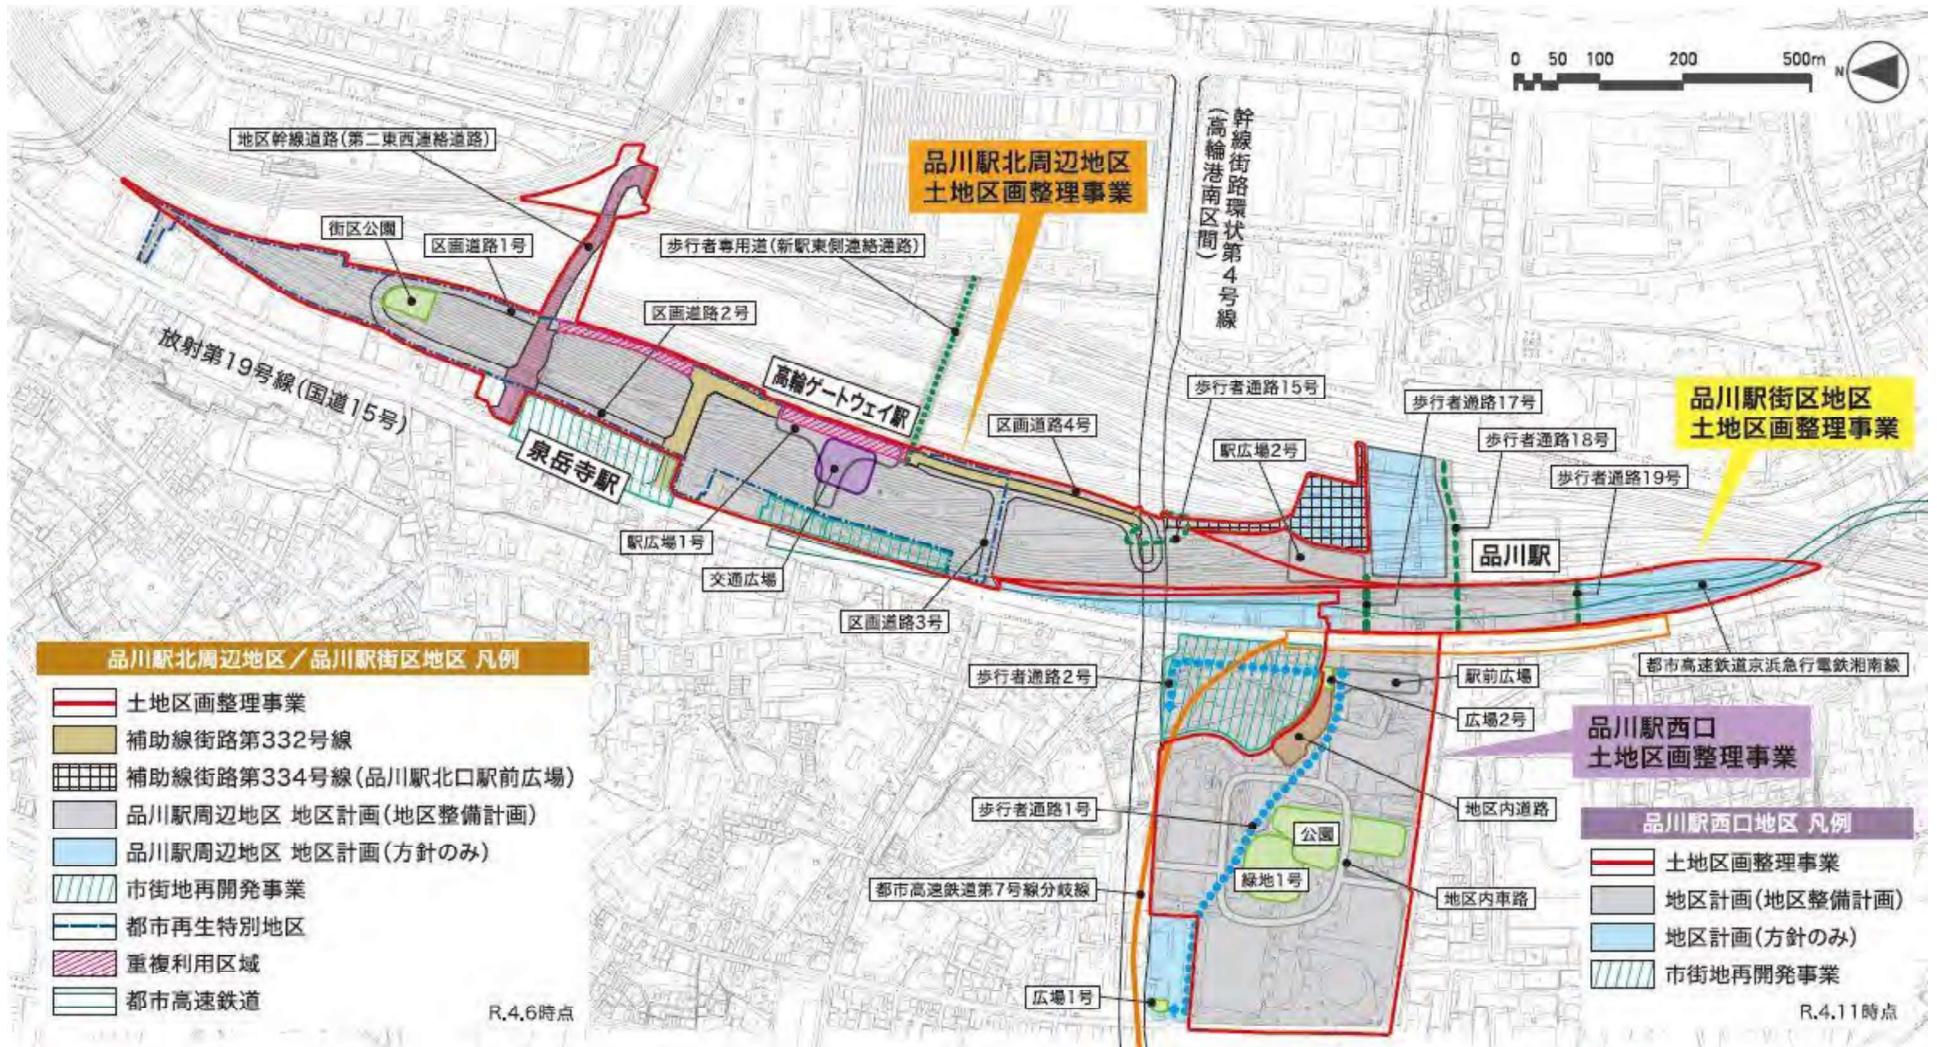 0 50 100 200 500m
N
地区幹線道路(第二東西連絡道路)
街区公園
区画道路1号
歩行者専用道(新駅東側連絡通路)
品川駅北周辺地区
土地区画整理事業
幹線街路環状第4号線
(高輪港南区間)
区画道路2号
放射第19号線(国道15号)
高輪ゲートウェイ駅
泉岳寺駅
区画道路4号
歩行者通路15号
歩行者通路17号
駅広場2号
歩行者通路18号
歩行者通路19号
品川駅街区地区
土地区画整理事業
品川駅
駅広場1号
交通広場
区画道路3号
都市高速鉄道京浜急行電鉄湘南線
歩行者通路2号
駅前広場
広場2号
品川駅西口
土地区画整理事業
歩行者通路1号
地区内道路
公園
緑地1号
都市高速鉄道第7号線分岐線
地区内車路
広場1号
品川駅北周辺地区/品川駅街区地区 凡例
土地区画整理事業
補助線街路第332号線
補助線街路第334号線(品川駅北口駅前広場)
品川駅周辺地区 地区計画(地区整備計画)
品川駅周辺地区 地区計画(方針のみ)
市街地再開発事業
都市再生特別地区
重複利用区域
都市高速鉄道
R.4.6時点
品川駅西口地区 凡例
土地区画整理事業
地区計画(地区整備計画)
地区計画(方針のみ)
市街地再開発事業
R.4.11時点